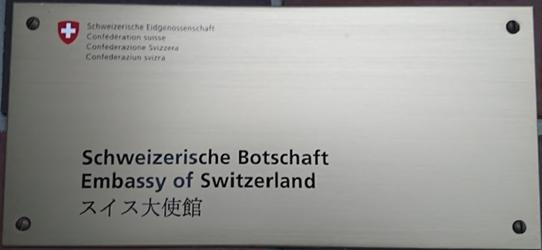 Schweizerische Eidgenossenschaft
Confédération suisse
Confederazione Svizzera
Confederaziun svizra
Schweizerische Botschaft
Embassy of Switzerland
スイス大使館